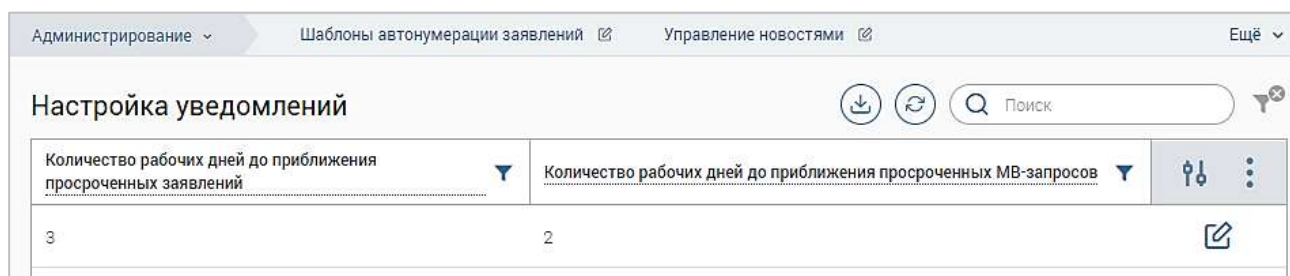 Администрирование Шаблоны автонумерации заявлений Управление новостями Ещё
Настройка уведомлений Поиск
Количество рабочих дней до приближения
просроченных заявлений
Количество рабочих дней до приближения просроченных МВ-запросов
3 2